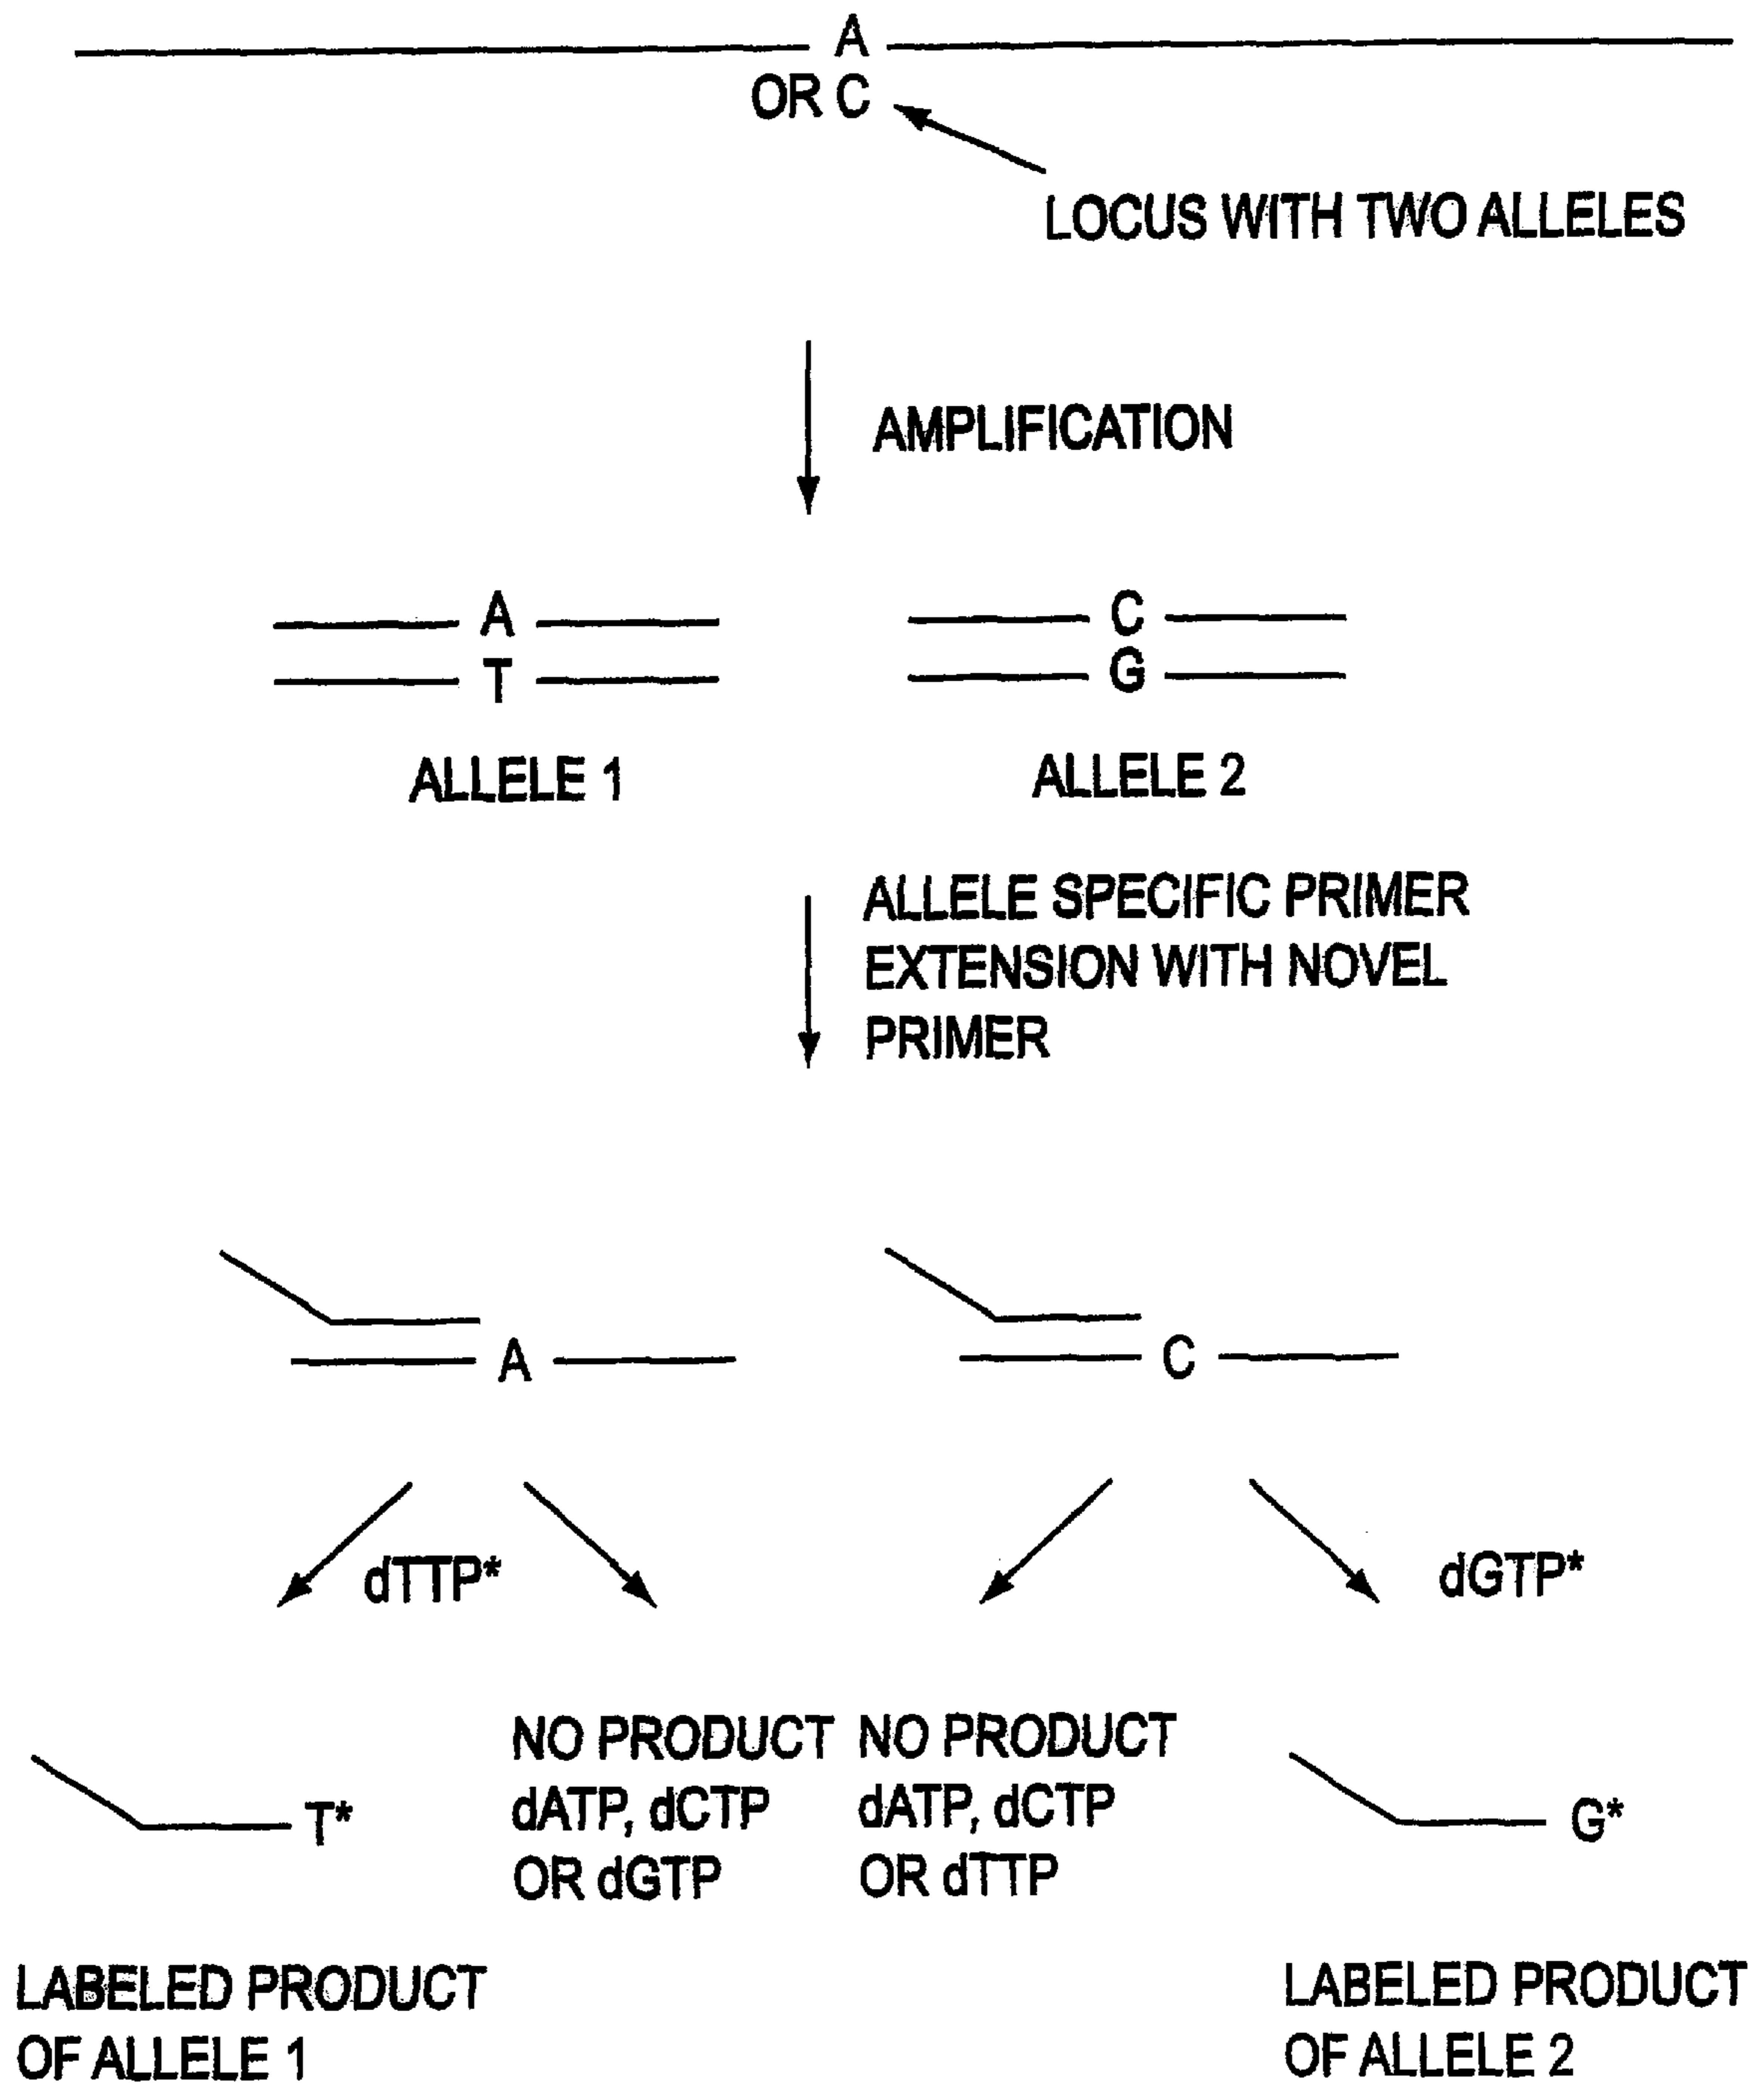 A
OR C
LOCUS WITH TWO ALLELES
AMPLIFICATION
A
T
ALLELE 1
C
G
ALLELE 2
ALLELE SPECIFIC PRIMER
EXTENSION WITH NOVEL
PRIMER
A
C
dTTP*
dGTP*
T*
NO PRODUCT
dATP, dCTP
OR dGTP
NO PRODUCT
dATP, dCTP
OR dTTP
G*
LABELED PRODUCT
OF ALLELE 1
LABELED PRODUCT
OF ALLELE 2